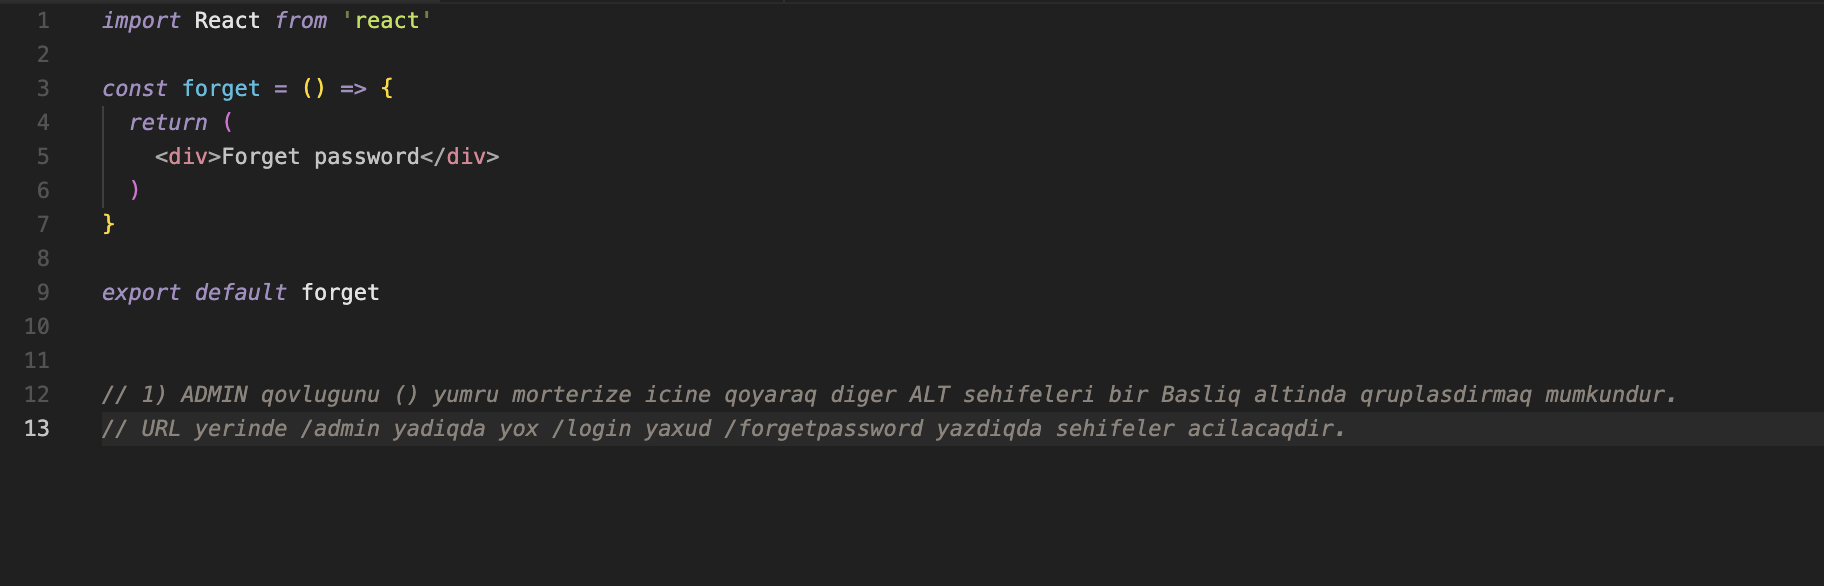 1 import React from 'react'
2
3 const forget = () => {
4 return (
5 <div>Forget password</div>
6 )
7 }
8
9 export default forget
10
11
12 // 1) ADMIN qovlugunu () yumru morterize icine qoyaraq diger ALT sehifeleri bir Basliq altinda qruplasdirmaq mumkundur.
13 // URL yerinde /admin yadiqda yox /login yaxud /forgetpassword yazdiqda sehifeler acilacaqdir.